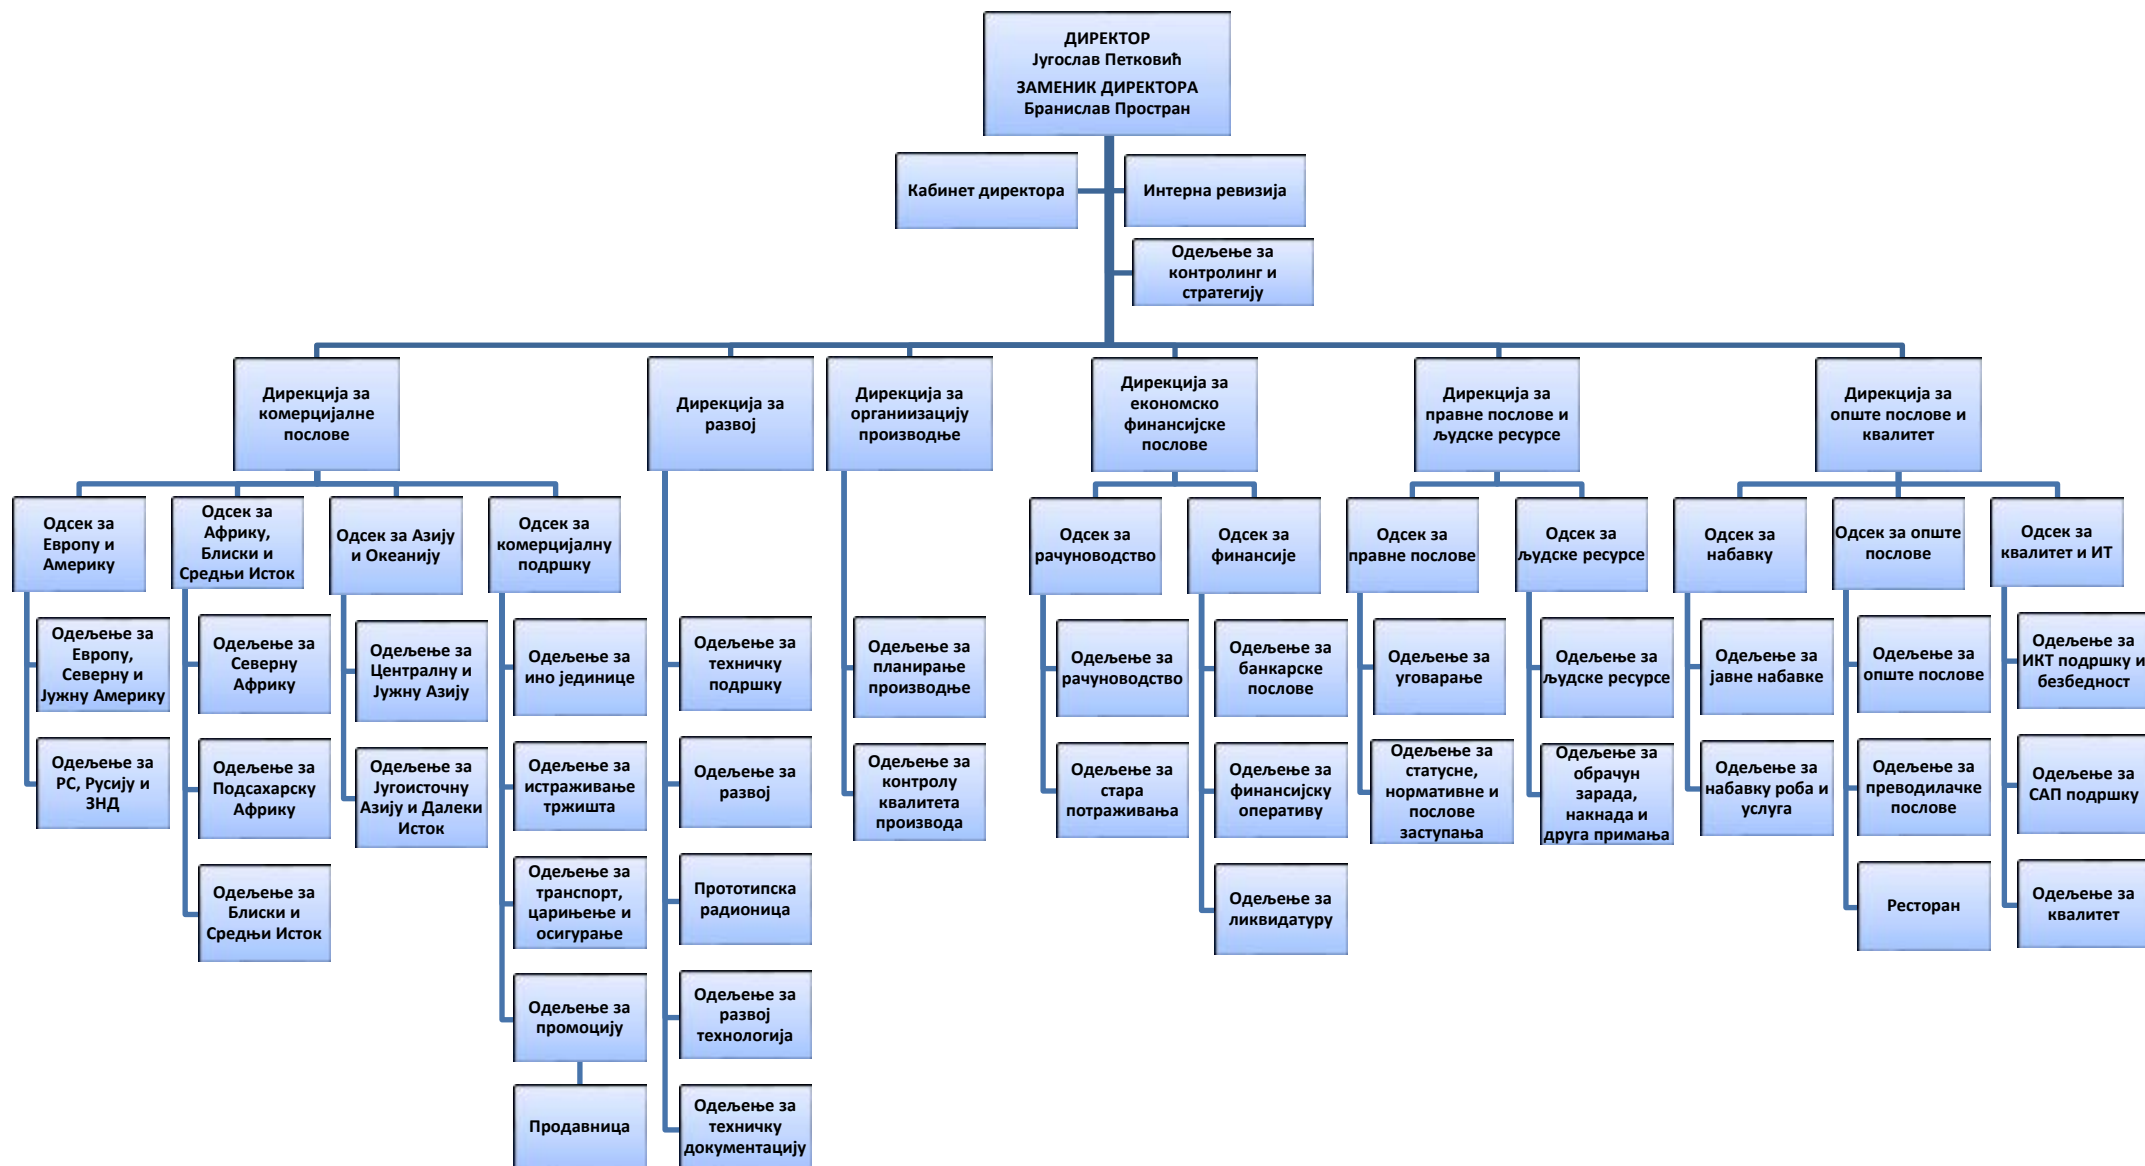 ДИРЕКТОР
Југослав Петковић
ЗАМЕНИК ДИРЕКТОРА
Бранислав Простран
Кабинет директора
Интерна ревизија
Одељење за
контролинг и
стратегију
Дирекција за
комерцијалне
послове
Дирекција за
развој
Дирекција за
органиизацију
производње
Дирекција за
економско
финансијске
послове
Дирекција за
правне послове и
људске ресурсе
Дирекција за
опште послове и
квалитет
Одсек за
Европу и
Америку
Одсек за
Африку,
Блиски и
Средњи Исток
Одсек за Азију
и Океанију
Одсек за
комерцијалну
подршку
Одсек за
рачуноводство
Одсек за
финансије
Одсек за
правне послове
Одсек за
људске ресурсе
Одсек за
набавку
Одсек за опште
послове
Одсек за
квалитет и ИТ
Одељење за
Европу,
Северну и
Јужну Америку
Одељење за
Северну
Африку
Одељење за
Централну и
Јужну Азију
Одељење за
ино јединице
Одељење за
техничку
подршку
Одељење за
планирање
производње
Одељење за
рачуноводство
Одељење за
банкарске
послове
Одељење за
уговарање
Одељење за
људске ресурсе
Одељење за
јавне набавке
Одељење за
опште послове
Одељење за
ИКТ подршку и
безбедност
Одељење за
РС, Русију и
ЗНД
Одељење за
Подсахарску
Африку
Одељење за
Југоисточну
Азију и Далеки
Исток
Одељење за
истраживање
тржишта
Одељење за
развој
Одељење за
контролу
квалитета
производа
Одељење за
стара
потраживања
Одељење за
финансијску
оперативу
Одељење за
статусне,
нормативне и
послове
заступања
Одељење за
обрачун
зарада,
накнада и
друга примања
Одељење за
набавку роба и
услуга
Одељење за
преводилачке
послове
Одељење за
САП подршку
Одељење за
Блиски и
Средњи Исток
Одељење за
транспорт,
царињење и
осигурање
Прототипска
радионица
Одељење за
ликвидатуру
Ресторан
Одељење за
квалитет
Одељење за
промоцију
Одељење за
развој
технологија
Продавница
Одељење за
техничку
документацију